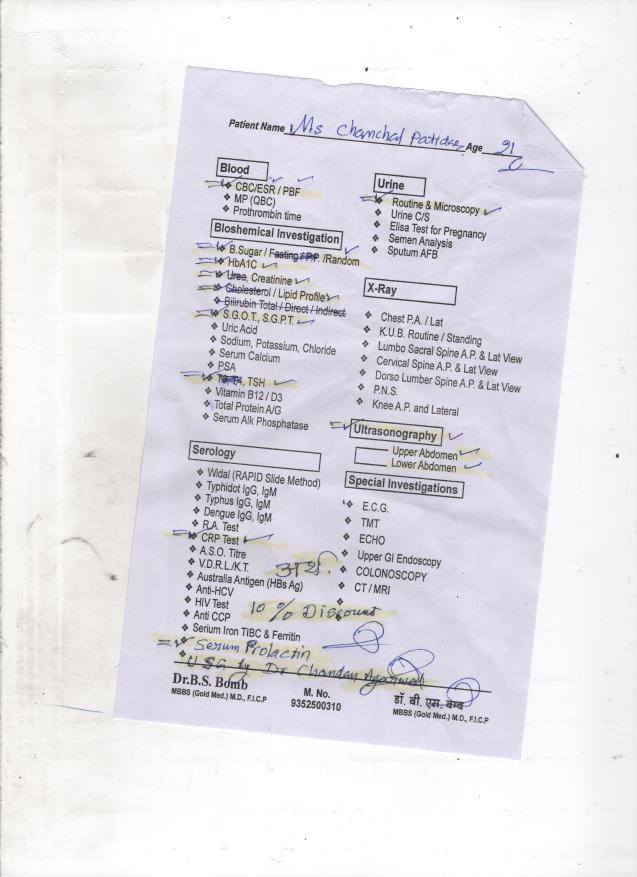 Patient Name Ms Chanchal Patidar Age 21
Blood
CBC/ESR / PBF
MP (QBC)
Prothrombin time
Bioshemical Investigation
B.Sugar / Fasting / P.P. /Random
HbA1C
Urea, Creatinine
Cholesterol / Lipid Profile
Bilirubin Total / Direct / Indirect
S.G.O.T., S.G.P.T.
Uric Acid
Sodium, Potassium, Chloride
Serum Calcium
PSA
TSH
Vitamin B12 / D3
Total Protein A/G
Serum Alk Phosphatase
Serology
Widal (RAPID Slide Method)
Typhidot IgG, IgM
Typhus IgG, IgM
Dengue IgG, IgM
R.A. Test
CRP Test
A.S.O. Titre
V.D.R.L./K.T.
Australia Antigen (HBs Ag)
Anti-HCV
HIV Test
Anti CCP
Serum Iron TIBC & Ferritin
Urine
Routine & Microscopy
Urine C/S
Elisa Test for Pregnancy
Semen Analysis
Sputum AFB
X-Ray
Chest P.A. / Lat
K.U.B. Routine / Standing
Lumbo Sacral Spine A.P. & Lat View
Cervical Spine A.P. & Lat View
Dorso Lumber Spine A.P. & Lat View
P.N.S.
Knee A.P. and Lateral
Ultrasonography
Upper Abdomen
Lower Abdomen
Special Investigations
E.C.G.
TMT
ECHO
Upper GI Endoscopy
COLONOSCOPY
CT / MRI
10 % Discount
Serum Prolactin
USG by Dr Chandan Agarwal
Dr.B.S. Bomb
MBBS (Gold Med.) M.D., F.I.C.P
M. No.
9352500310
डॉ. बी. एस. बम्ब
MBBS (Gold Med.) M.D., F.I.C.P